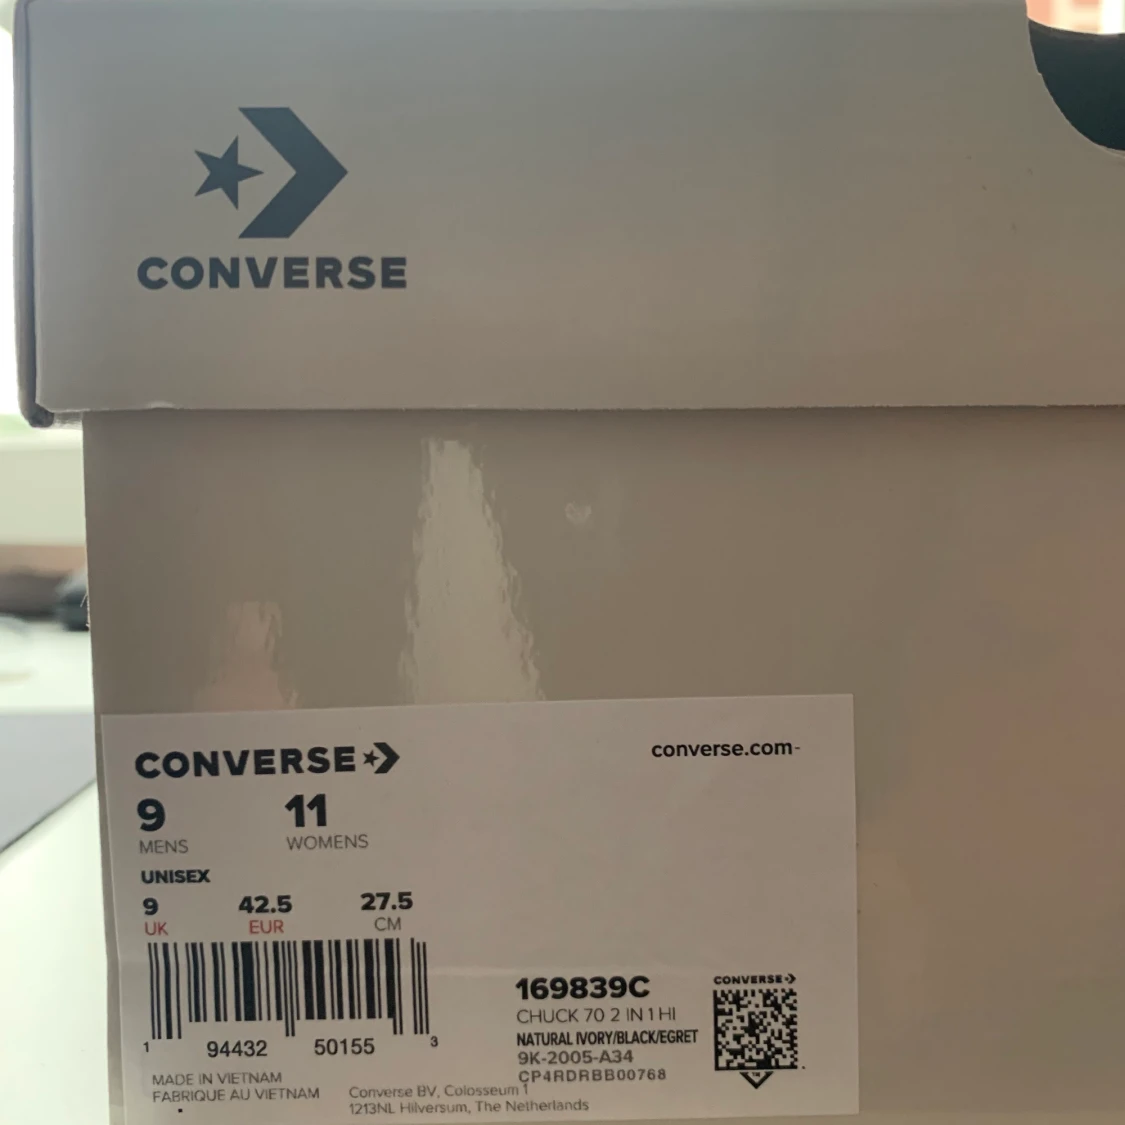 CONVERSE
CONVERSE
converse.com
9 11
MENS WOMENS
UNISEX
9 42.5 27.5
UK EUR CM
169839C
CONVERSE
CHUCK 70 2 IN 1 HI
NATURAL IVORY/BLACK/EGRET
1 94432 50155 3
9K-2005-A34
CP4RDRBB00768
MADE IN VIETNAM
FABRIQUE AU VIETNAM
Converse BV, Colosseum 1
1213NL Hilversum, The Netherlands
TM